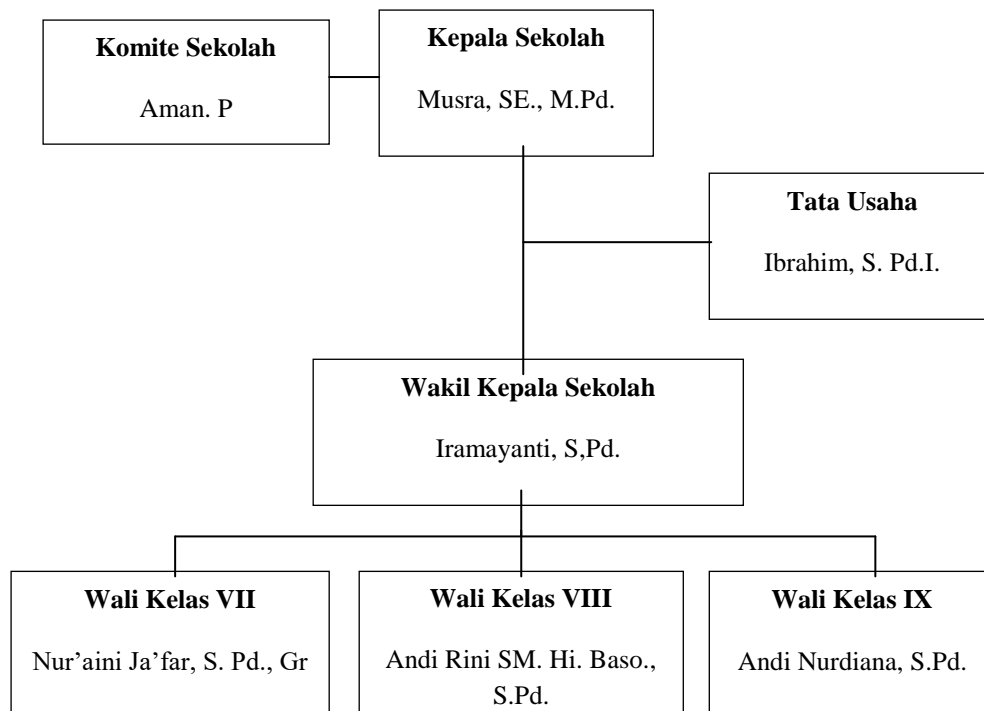 Komite Sekolah
Aman. P
Kepala Sekolah
Musra, SE., M.Pd.
Tata Usaha
Ibrahim, S. Pd.I.
Wakil Kepala Sekolah
Iramayanti, S,Pd.
Wali Kelas VII
Nur’aini Ja’far, S. Pd., Gr
Wali Kelas VIII
Andi Rini SM. Hi. Baso.,
S.Pd.
Wali Kelas IX
Andi Nurdiana, S.Pd.